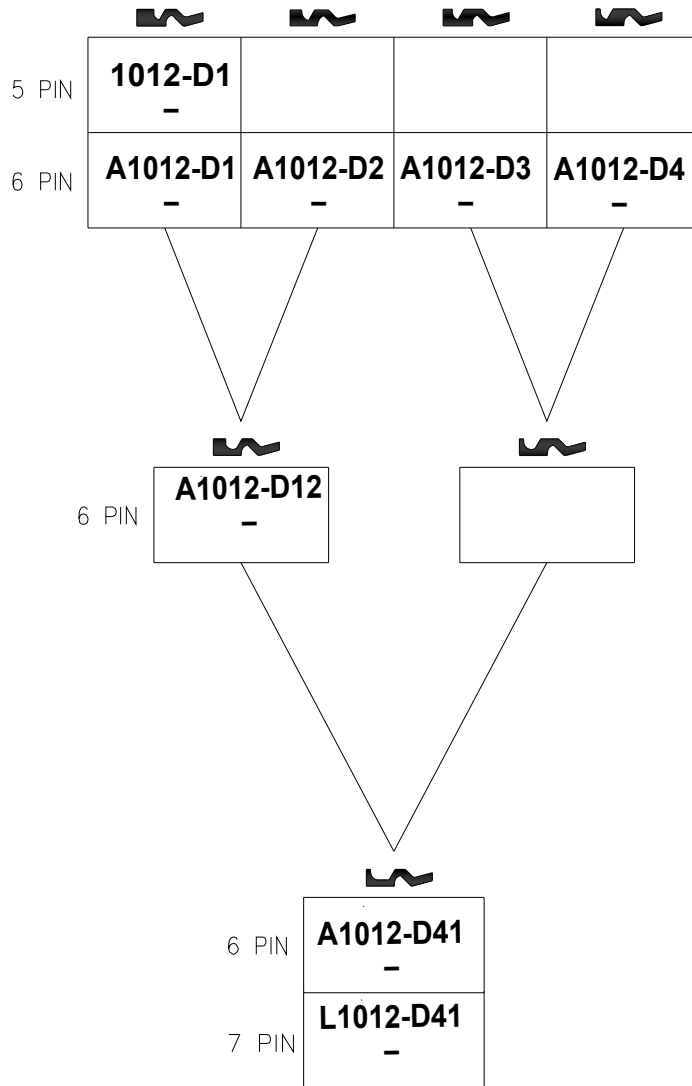 5 PIN
1012-D1
–
6 PIN
A1012-D1
–
A1012-D2
–
A1012-D3
–
A1012-D4
–
6 PIN
A1012-D12
–
6 PIN
A1012-D41
–
7 PIN
L1012-D41
–